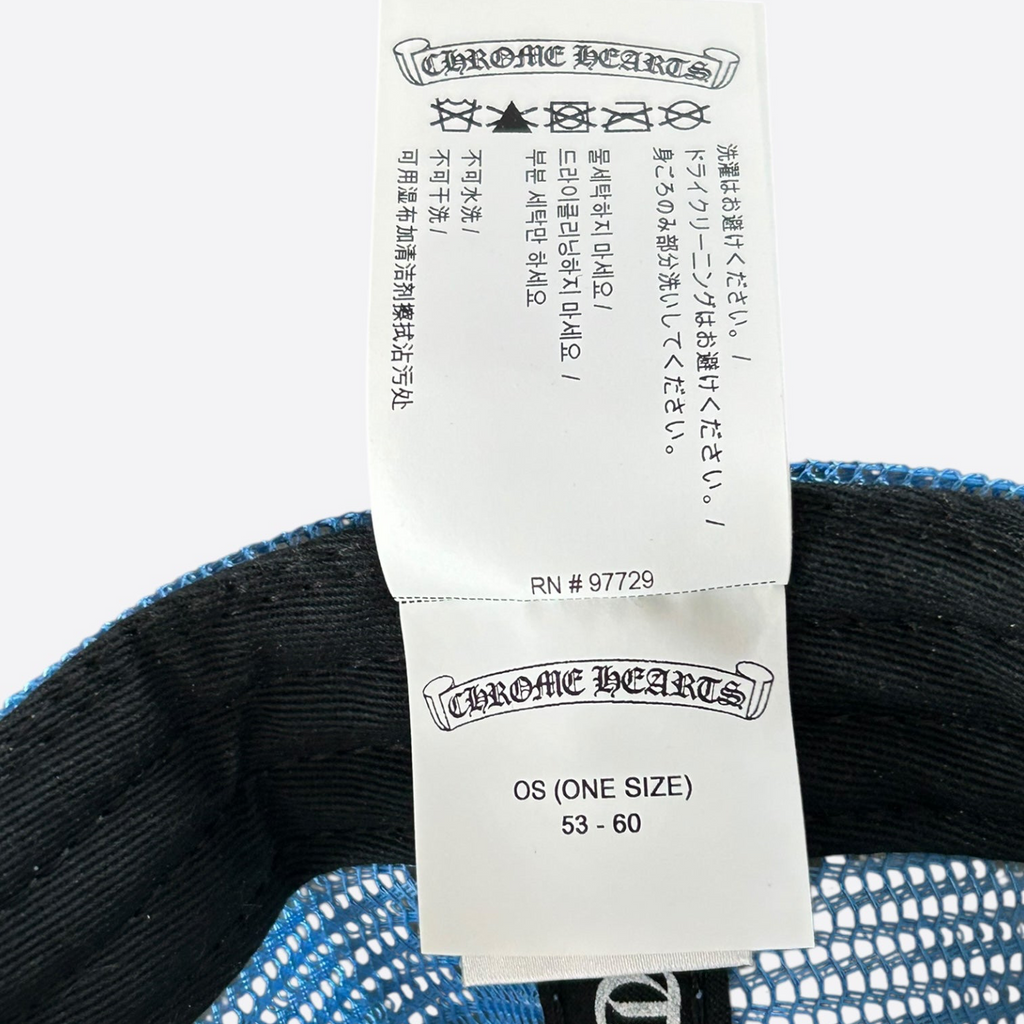 CHROME HEARTS
洗濯はお避けください。/
ドライクリーニングはお避けください。/
身ごろのみ部分洗いしてください。
물세탁하지 마세요/
드라이클리닝하지 마세요 /
부분 세탁만 하세요
不可水洗/
不可干洗/
可用湿布加清洁剂擦拭沾污处
RN # 97729
CHROME HEARTS
OS (ONE SIZE)
53 - 60